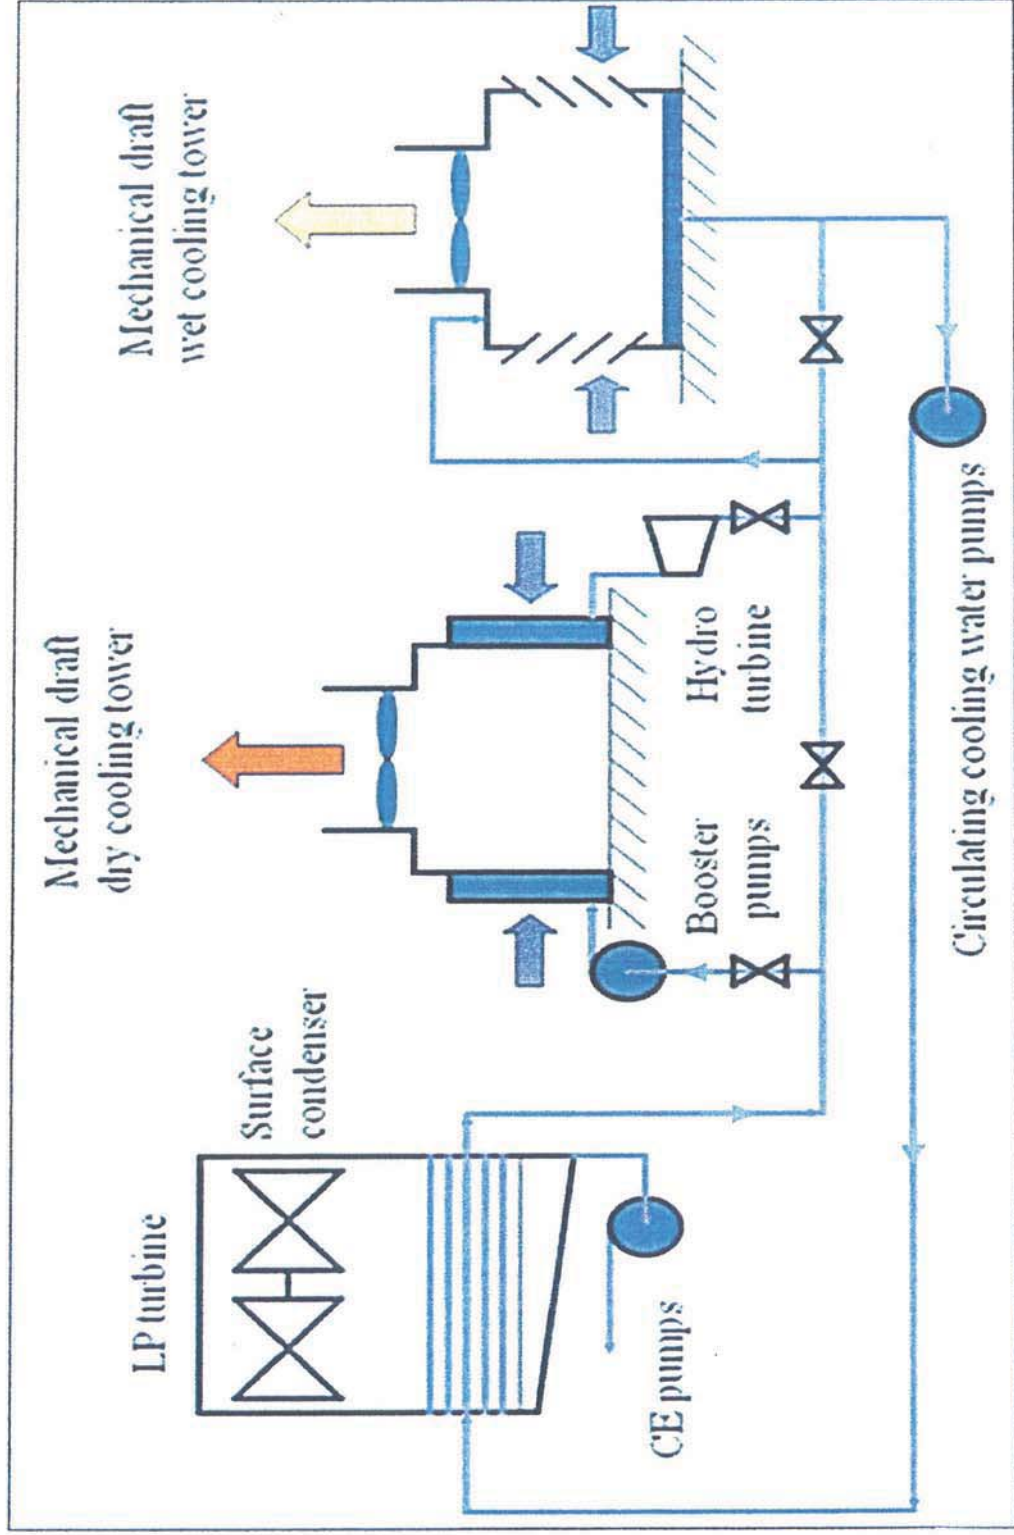 LP turbine
Surface
condenser
CE pumps
Mechanical draft
dry cooling tower
Booster
pumps
Hydro
turbine
Mechanical draft
wet cooling tower
Circulating cooling water pumps